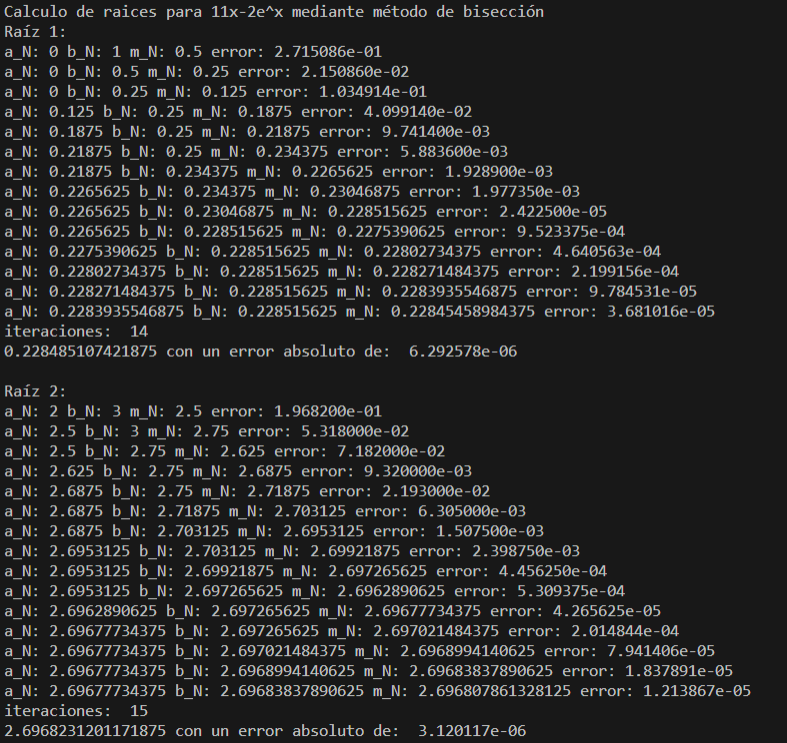 Calculo de raices para 11x-2e^x mediante método de bisección
Raíz 1:
a_N: 0 b_N: 1 m_N: 0.5 error: 2.715086e-01
a_N: 0 b_N: 0.5 m_N: 0.25 error: 2.150860e-02
a_N: 0 b_N: 0.25 m_N: 0.125 error: 1.034914e-01
a_N: 0.125 b_N: 0.25 m_N: 0.1875 error: 4.099140e-02
a_N: 0.1875 b_N: 0.25 m_N: 0.21875 error: 9.741400e-03
a_N: 0.21875 b_N: 0.25 m_N: 0.234375 error: 5.883600e-03
a_N: 0.21875 b_N: 0.234375 m_N: 0.2265625 error: 1.928900e-03
a_N: 0.2265625 b_N: 0.234375 m_N: 0.23046875 error: 1.977350e-03
a_N: 0.2265625 b_N: 0.23046875 m_N: 0.228515625 error: 2.422500e-05
a_N: 0.2265625 b_N: 0.228515625 m_N: 0.2275390625 error: 9.523375e-04
a_N: 0.2275390625 b_N: 0.228515625 m_N: 0.22802734375 error: 4.640563e-04
a_N: 0.22802734375 b_N: 0.228515625 m_N: 0.228271484375 error: 2.199156e-04
a_N: 0.228271484375 b_N: 0.228515625 m_N: 0.2283935546875 error: 9.784531e-05
a_N: 0.2283935546875 b_N: 0.228515625 m_N: 0.22845458984375 error: 3.681016e-05
iteraciones:  14
0.228485107421875 con un error absoluto de:  6.292578e-06

Raíz 2:
a_N: 2 b_N: 3 m_N: 2.5 error: 1.968200e-01
a_N: 2.5 b_N: 3 m_N: 2.75 error: 5.318000e-02
a_N: 2.5 b_N: 2.75 m_N: 2.625 error: 7.182000e-02
a_N: 2.625 b_N: 2.75 m_N: 2.6875 error: 9.320000e-03
a_N: 2.6875 b_N: 2.75 m_N: 2.71875 error: 2.193000e-02
a_N: 2.6875 b_N: 2.71875 m_N: 2.703125 error: 6.305000e-03
a_N: 2.6875 b_N: 2.703125 m_N: 2.6953125 error: 1.507500e-03
a_N: 2.6953125 b_N: 2.703125 m_N: 2.69921875 error: 2.398750e-03
a_N: 2.6953125 b_N: 2.69921875 m_N: 2.697265625 error: 4.456250e-04
a_N: 2.6953125 b_N: 2.697265625 m_N: 2.6962890625 error: 5.309375e-04
a_N: 2.6962890625 b_N: 2.697265625 m_N: 2.69677734375 error: 4.265625e-05
a_N: 2.69677734375 b_N: 2.697265625 m_N: 2.697021484375 error: 2.014844e-04
a_N: 2.69677734375 b_N: 2.697021484375 m_N: 2.6968994140625 error: 7.941406e-05
a_N: 2.69677734375 b_N: 2.6968994140625 m_N: 2.69683837890625 error: 1.837891e-05
a_N: 2.69677734375 b_N: 2.69683837890625 m_N: 2.696807861328125 error: 1.213867e-05
iteraciones:  15
2.6968231201171875 con un error absoluto de:  3.120117e-06